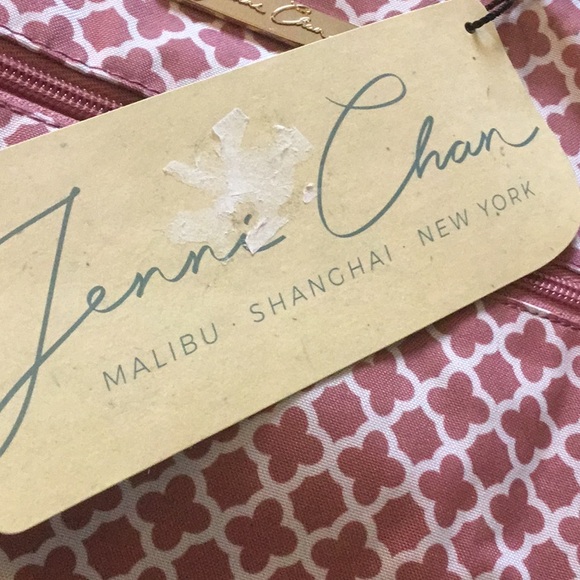 Jenni Chan
MALIBU · SHANGHAI · NEW YORK